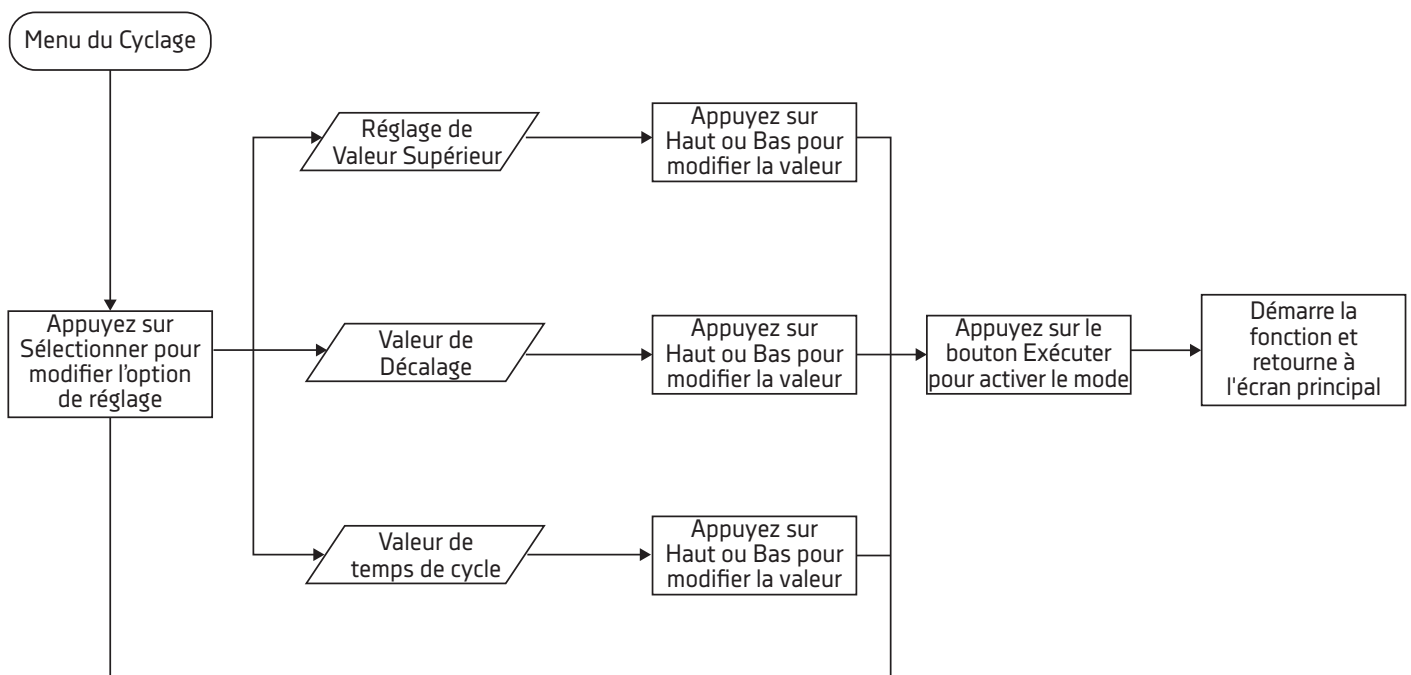 Menu du Cyclage
Réglage de
Valeur Supérieur
Appuyez sur
Haut ou Bas pour
modifier la valeur
Appuyez sur
Sélectionner pour
modifier l'option
de réglage
Valeur de
Décalage
Appuyez sur
Haut ou Bas pour
modifier la valeur
Appuyez sur le
bouton Exécuter
pour activer le mode
Démarre la
fonction et
retourne à
l'écran principal
Valeur de
temps de cycle
Appuyez sur
Haut ou Bas pour
modifier la valeur